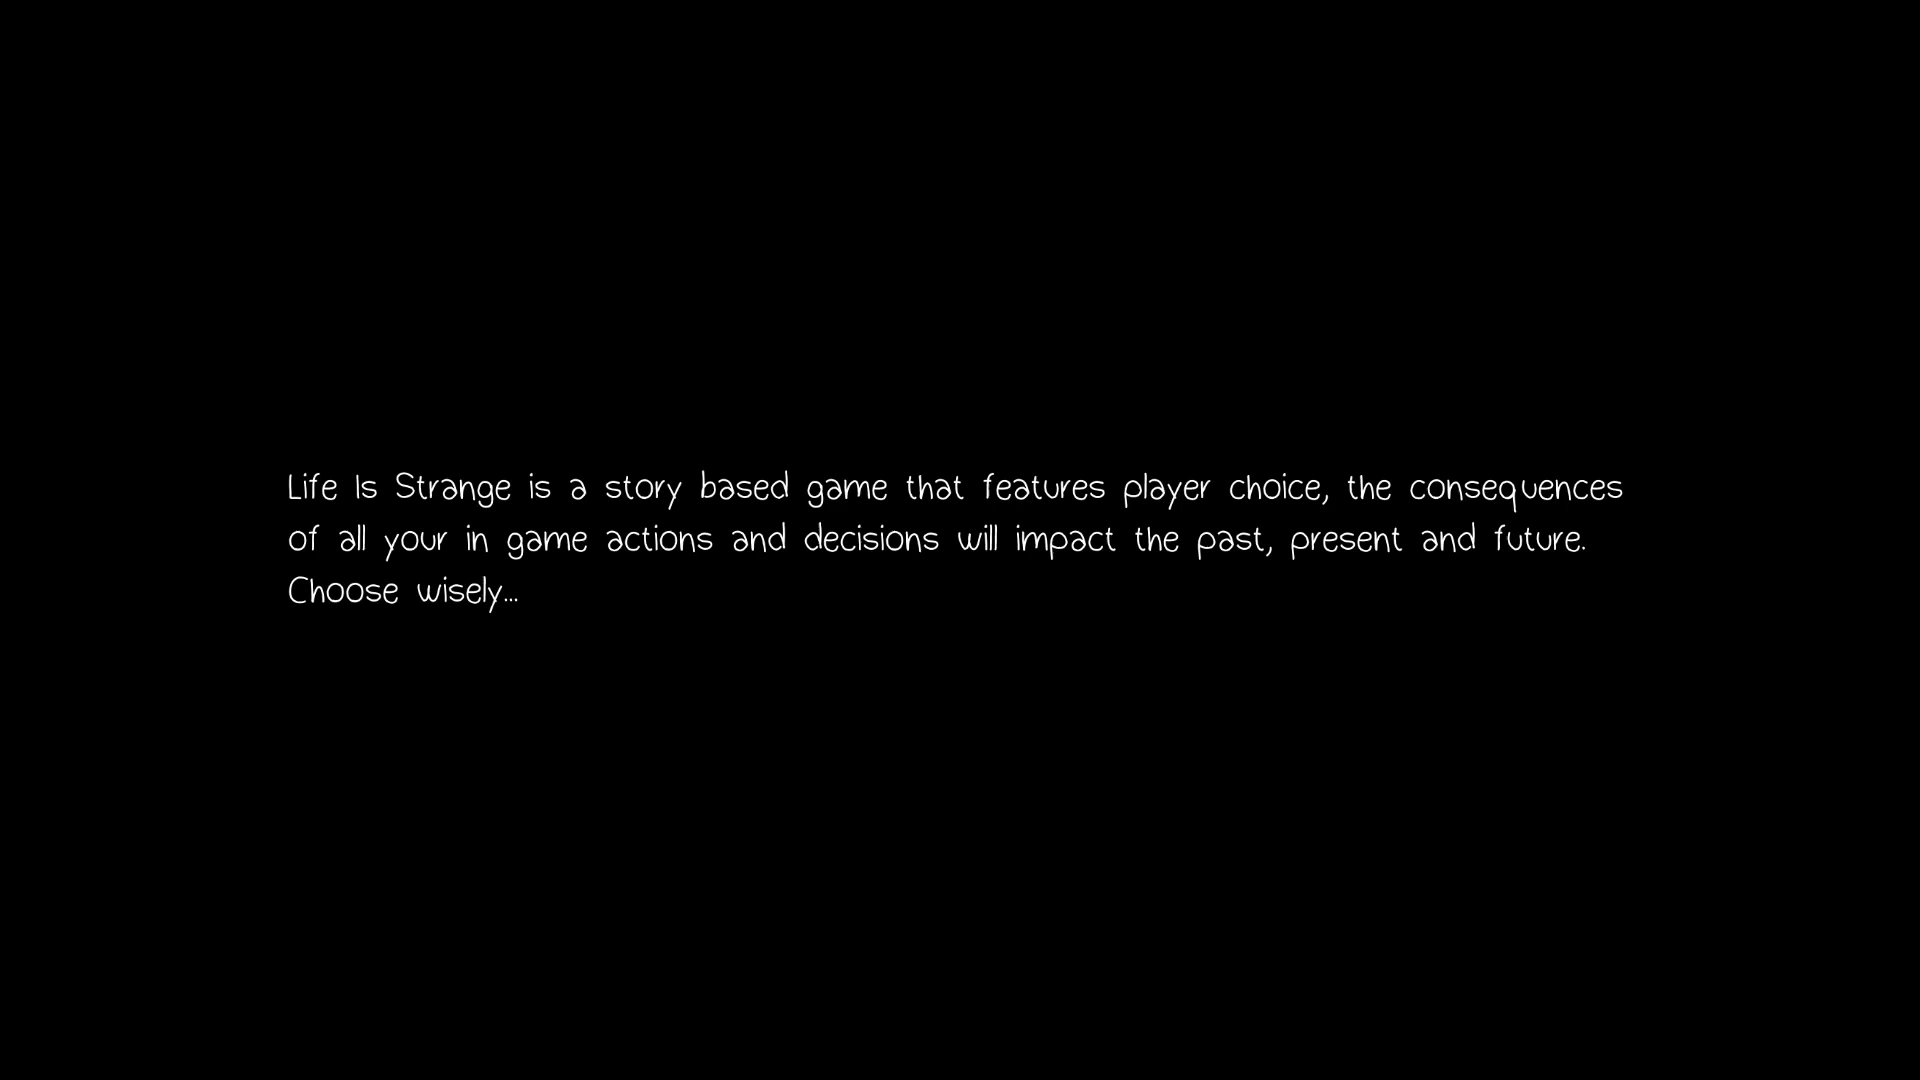 Life Is Strange is a story based game that features player choice, the consequences
of all your in game actions and decisions will impact the past, present and future.
Choose wisely...